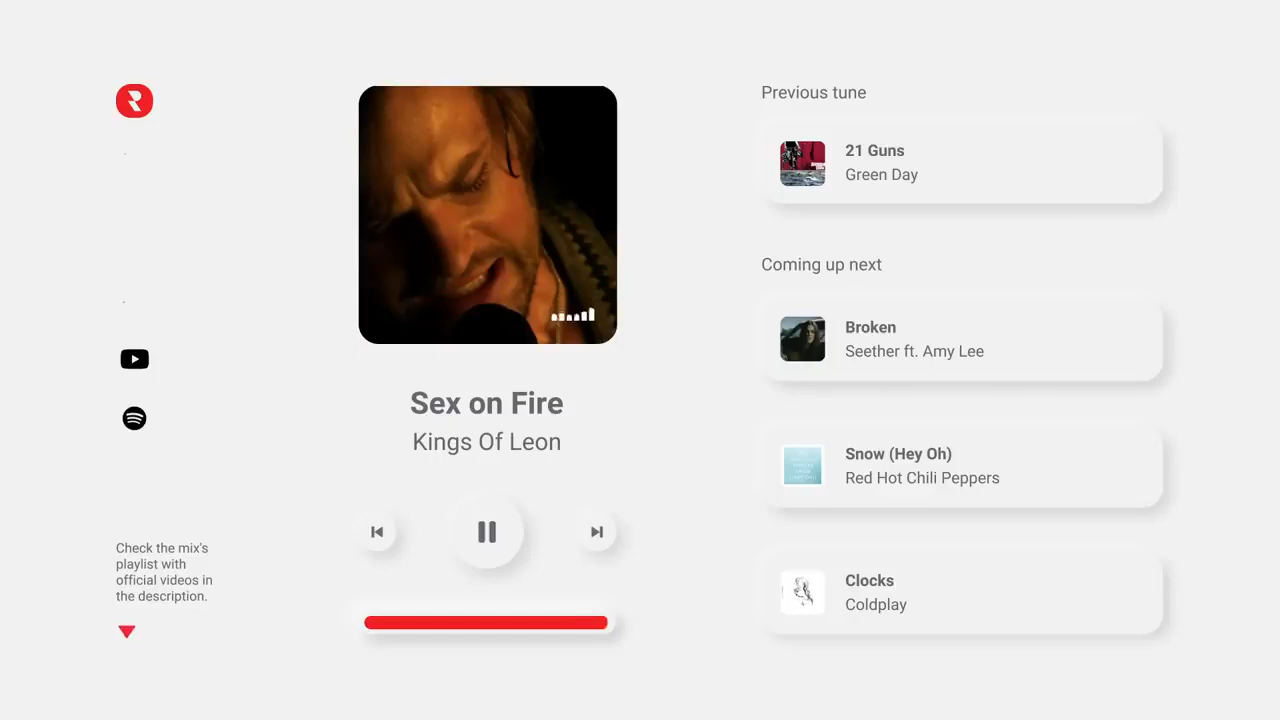 Sex on Fire
Kings Of Leon
Check the mix's
playlist with
official videos in
the description.
Previous tune
21 Guns
Green Day
Coming up next
Broken
Seether ft. Amy Lee
Snow (Hey Oh)
Red Hot Chili Peppers
Clocks
Coldplay